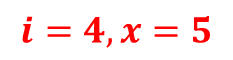 i = 4, x = 5